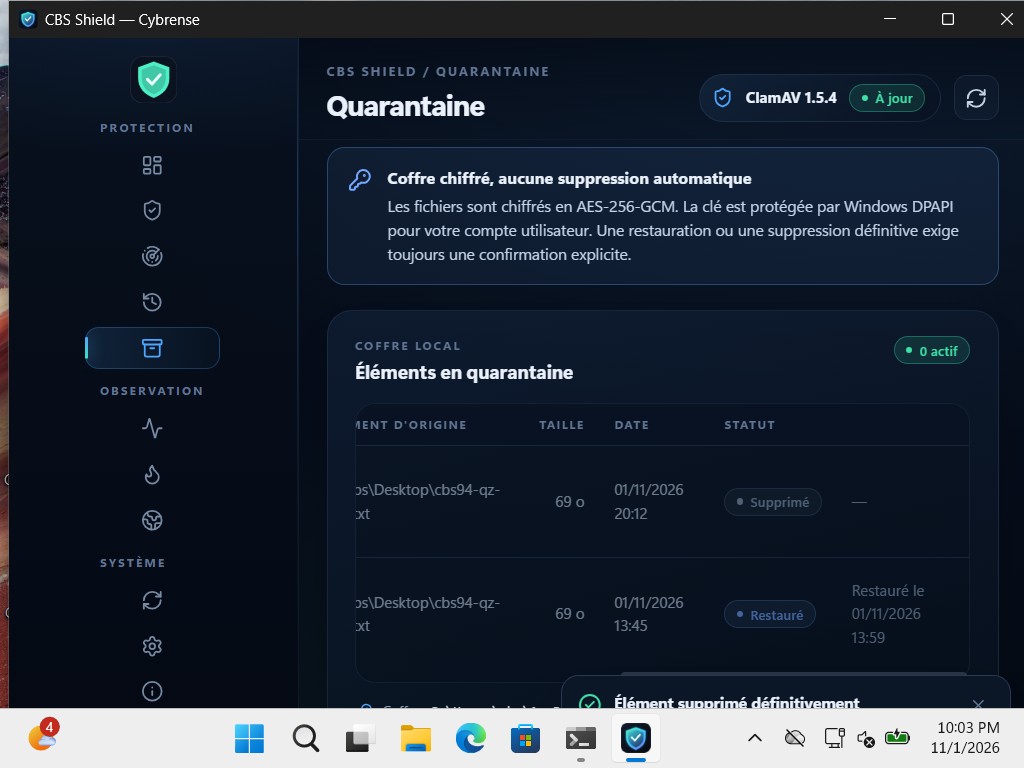 CBS Shield — Cybrense
CBS SHIELD / QUARANTAINE
Quarantaine
ClamAV 1.5.4
À jour
PROTECTION
OBSERVATION
SYSTÈME
Coffre chiffré, aucune suppression automatique
Les fichiers sont chiffrés en AES-256-GCM. La clé est protégée par Windows DPAPI
pour votre compte utilisateur. Une restauration ou une suppression définitive exige
toujours une confirmation explicite.
COFFRE LOCAL
Éléments en quarantaine
0 actif
MENT D'ORIGINE TAILLE DATE STATUT
os\Desktop\cbs94-qz-
xt
69 o
01/11/2026
20:12
Supprimé
—
os\Desktop\cbs94-qz-
xt
69 o
01/11/2026
13:45
Restauré
Restauré le
01/11/2026
13:59
Élément supprimé définitivement
4
10:03 PM
11/1/2026